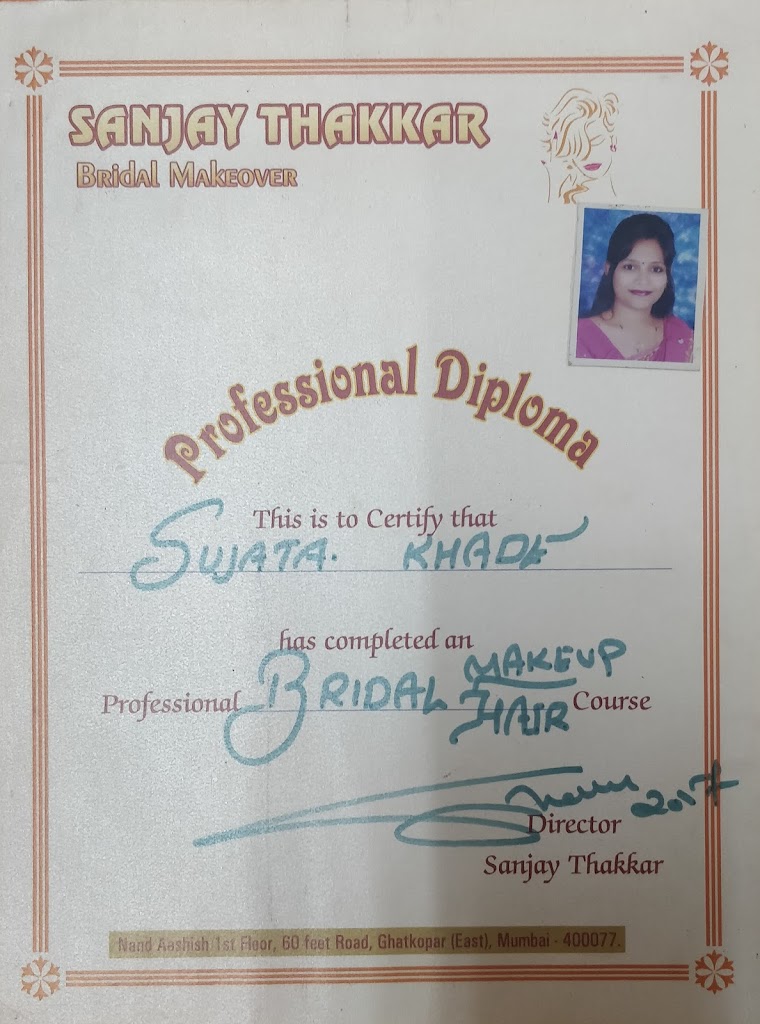 SANJAY THAKKAR
Bridal Makeover
Professional Diploma
This is to Certify that
SUJATA. KHADE
has completed an
Professional BRIDAL MAKEUP HAIR Course
2017
Director
Sanjay Thakkar
Nand Aashish 1st Floor, 60 feet Road, Ghatkopar (East), Mumbai - 400077.